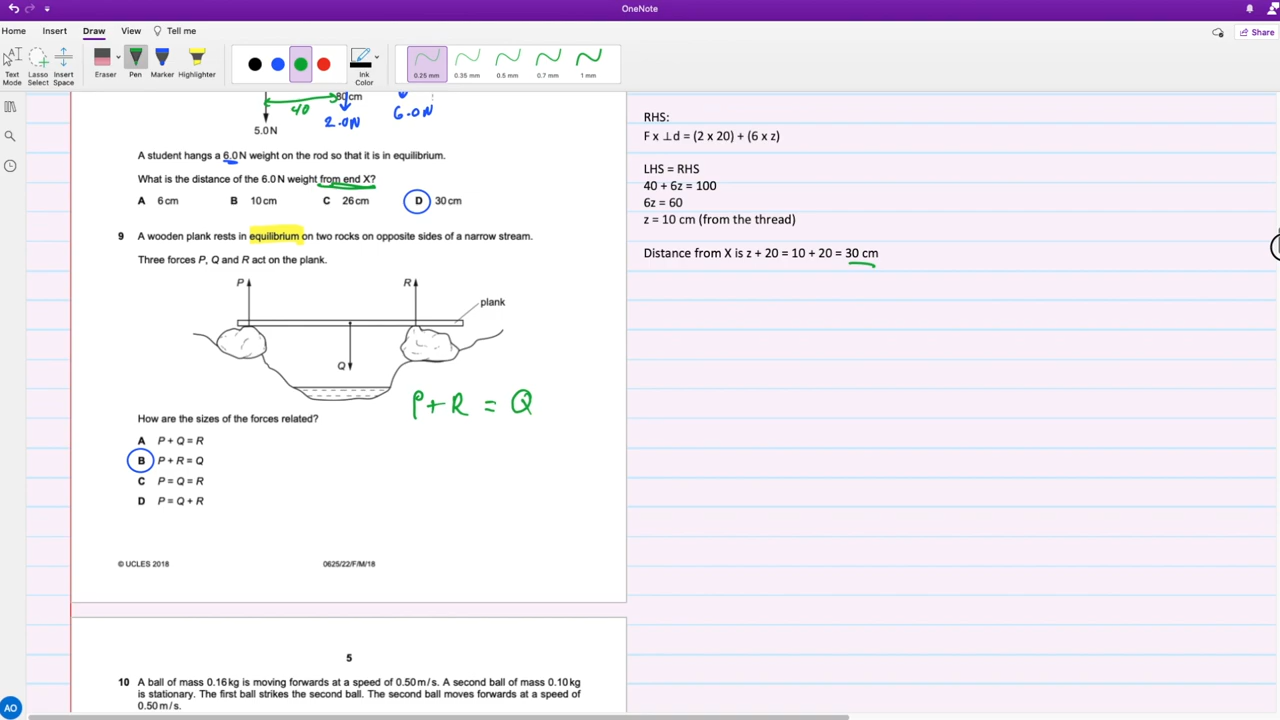 OneNote
Home Insert Draw View Tell me
Share
Text Mode
Lasso Select
Insert Space
Eraser
Pen
Marker
Highlighter
Ink Color
0.25 mm 0.35 mm 0.5 mm 0.7 mm 1 mm
40
80 cm
5.0 N
2.0N
6.0N
A student hangs a 6.0 N weight on the rod so that it is in equilibrium.
What is the distance of the 6.0 N weight from end X?
A 6 cm B 10 cm C 26 cm D 30 cm
9 A wooden plank rests in equilibrium on two rocks on opposite sides of a narrow stream.
Three forces P, Q and R act on the plank.
P
R
plank
Q
P + R = Q
How are the sizes of the forces related?
A P + Q = R
B P + R = Q
C P = Q = R
D P = Q + R
© UCLES 2018 0625/22/F/M/18
5
10 A ball of mass 0.16 kg is moving forwards at a speed of 0.50 m/s. A second ball of mass 0.10 kg
is stationary. The first ball strikes the second ball. The second ball moves forwards at a speed of
0.50 m/s.
RHS:
F x ⊥d = (2 x 20) + (6 x z)
LHS = RHS
40 + 6z = 100
6z = 60
z = 10 cm (from the thread)
Distance from X is z + 20 = 10 + 20 = 30 cm
AO